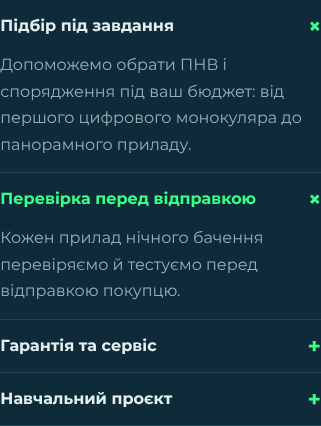 Підбір під завдання
Допоможемо обрати ПНВ і
спорядження під ваш бюджет: від
першого цифрового монокуляра до
панорамного приладу.
Перевірка перед відправкою
Кожен прилад нічного бачення
перевіряємо й тестуємо перед
відправкою покупцю.
Гарантія та сервіс
Навчальний проєкт